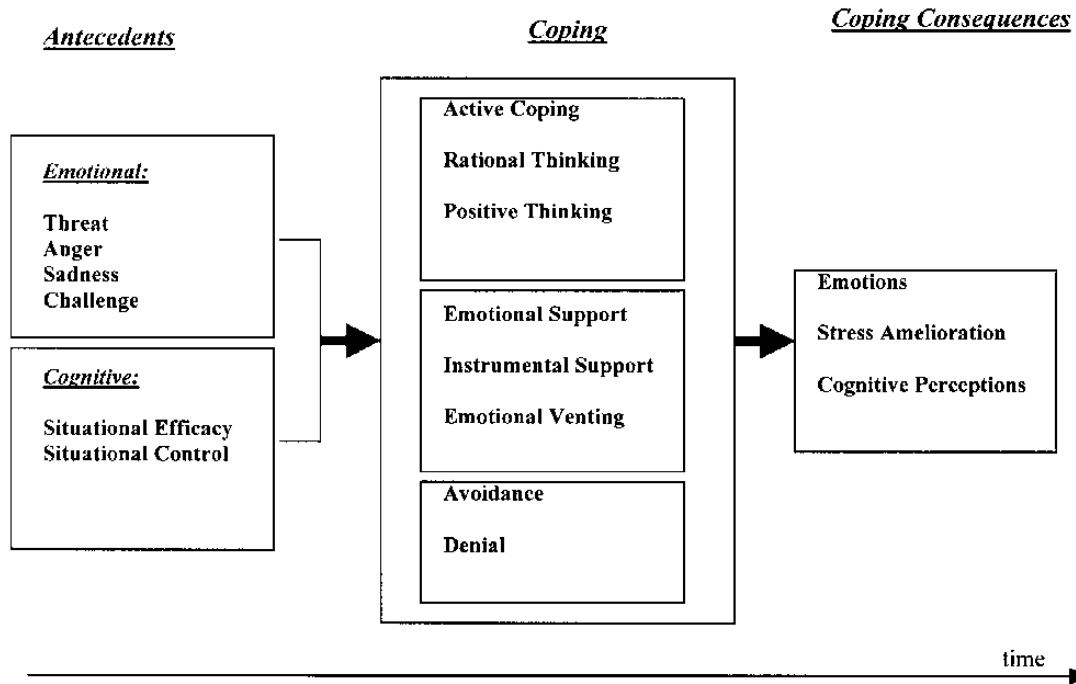 Antecedents
Coping
Coping Consequences
Emotional:
Threat
Anger
Sadness
Challenge
Cognitive:
Situational Efficacy
Situational Control
Active Coping
Rational Thinking
Positive Thinking
Emotional Support
Instrumental Support
Emotional Venting
Avoidance
Denial
Emotions
Stress Amelioration
Cognitive Perceptions
time